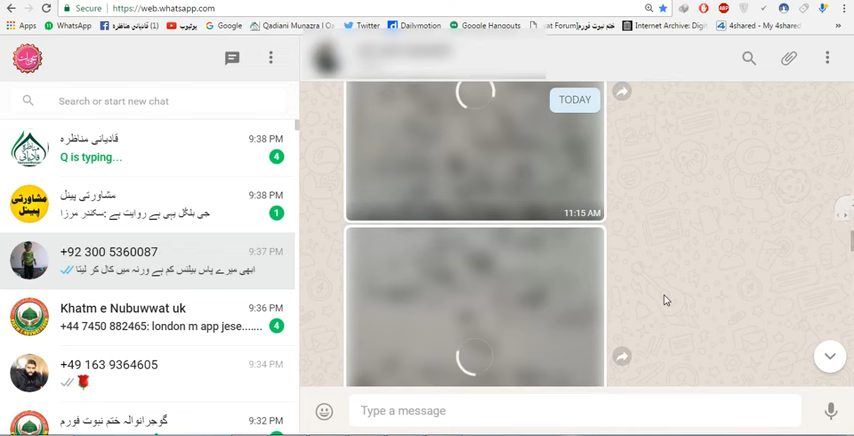 Secure
https://web.whatsapp.com
Apps
WhatsApp
قادیانی مناظرہ
یوٹیوب
Google
Qadiani Munazra I Oa
Twitter
Dailvmotion
Gooole Hangouts
ختم نبوت فورم
Internet Archive: Digi
4shared - My 4shared
Search or start new chat
قادیانی مناظرہ
9:38 PM
Q is typing...
4
مشاورتی پینل
9:38 PM
جی بلکل یہی ہے روایت ہے :سکندر مرزا
1
+92 300 5360087
9:37 PM
ابھی میرے پاس بیلنس کم ہے ورنہ میں کال کر لیتا
Khatm e Nubuwwat uk
9:36 PM
+44 7450 882465: london m app jese.......
4
+49 163 9364605
9:34 PM
گوجرانوالہ ختم نبوت فورم
9:32 PM
TODAY
11:15 AM
Type a message